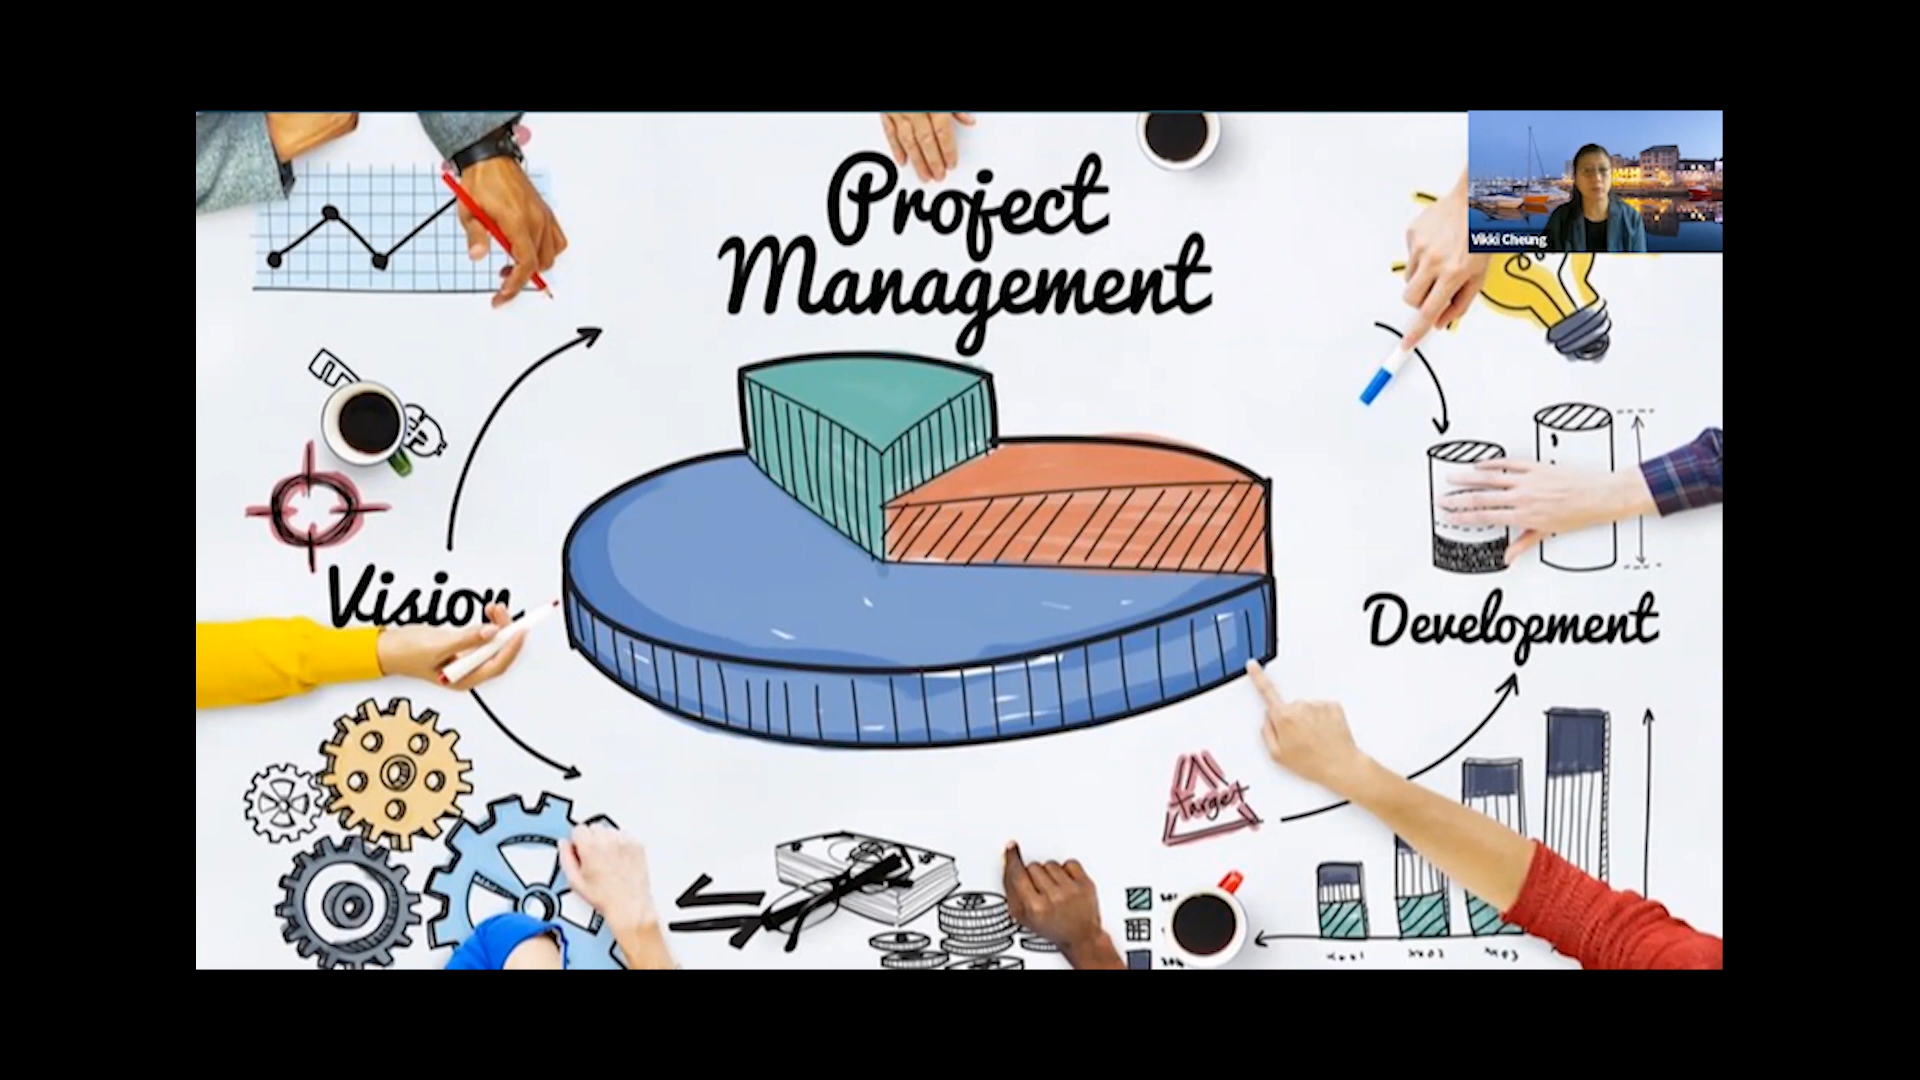 Project
Management
Vikki Cheung
Vision
Development
target